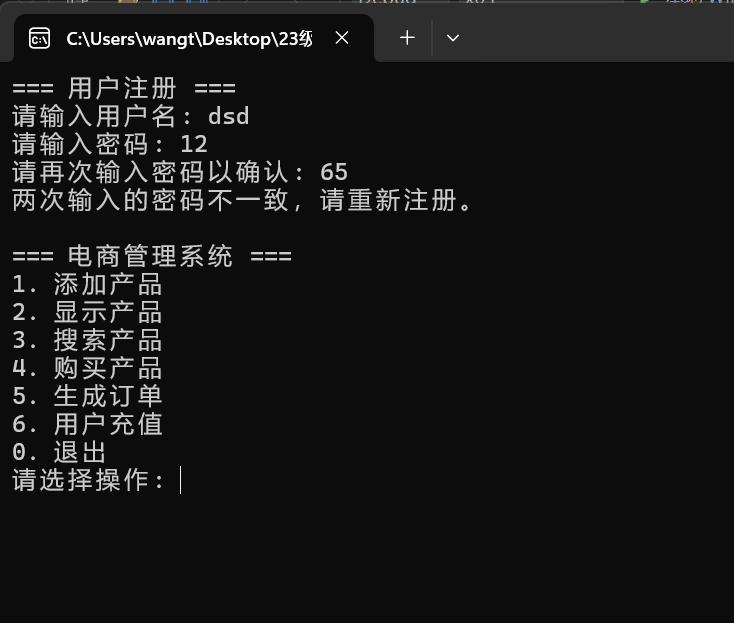 C:\Users\wangt\Desktop\23级
=== 用户注册 ===
请输入用户名: dsd
请输入密码: 12
请再次输入密码以确认: 65
两次输入的密码不一致, 请重新注册。
=== 电商管理系统 ===
1. 添加产品
2. 显示产品
3. 搜索产品
4. 购买产品
5. 生成订单
6. 用户充值
0. 退出
请选择操作: